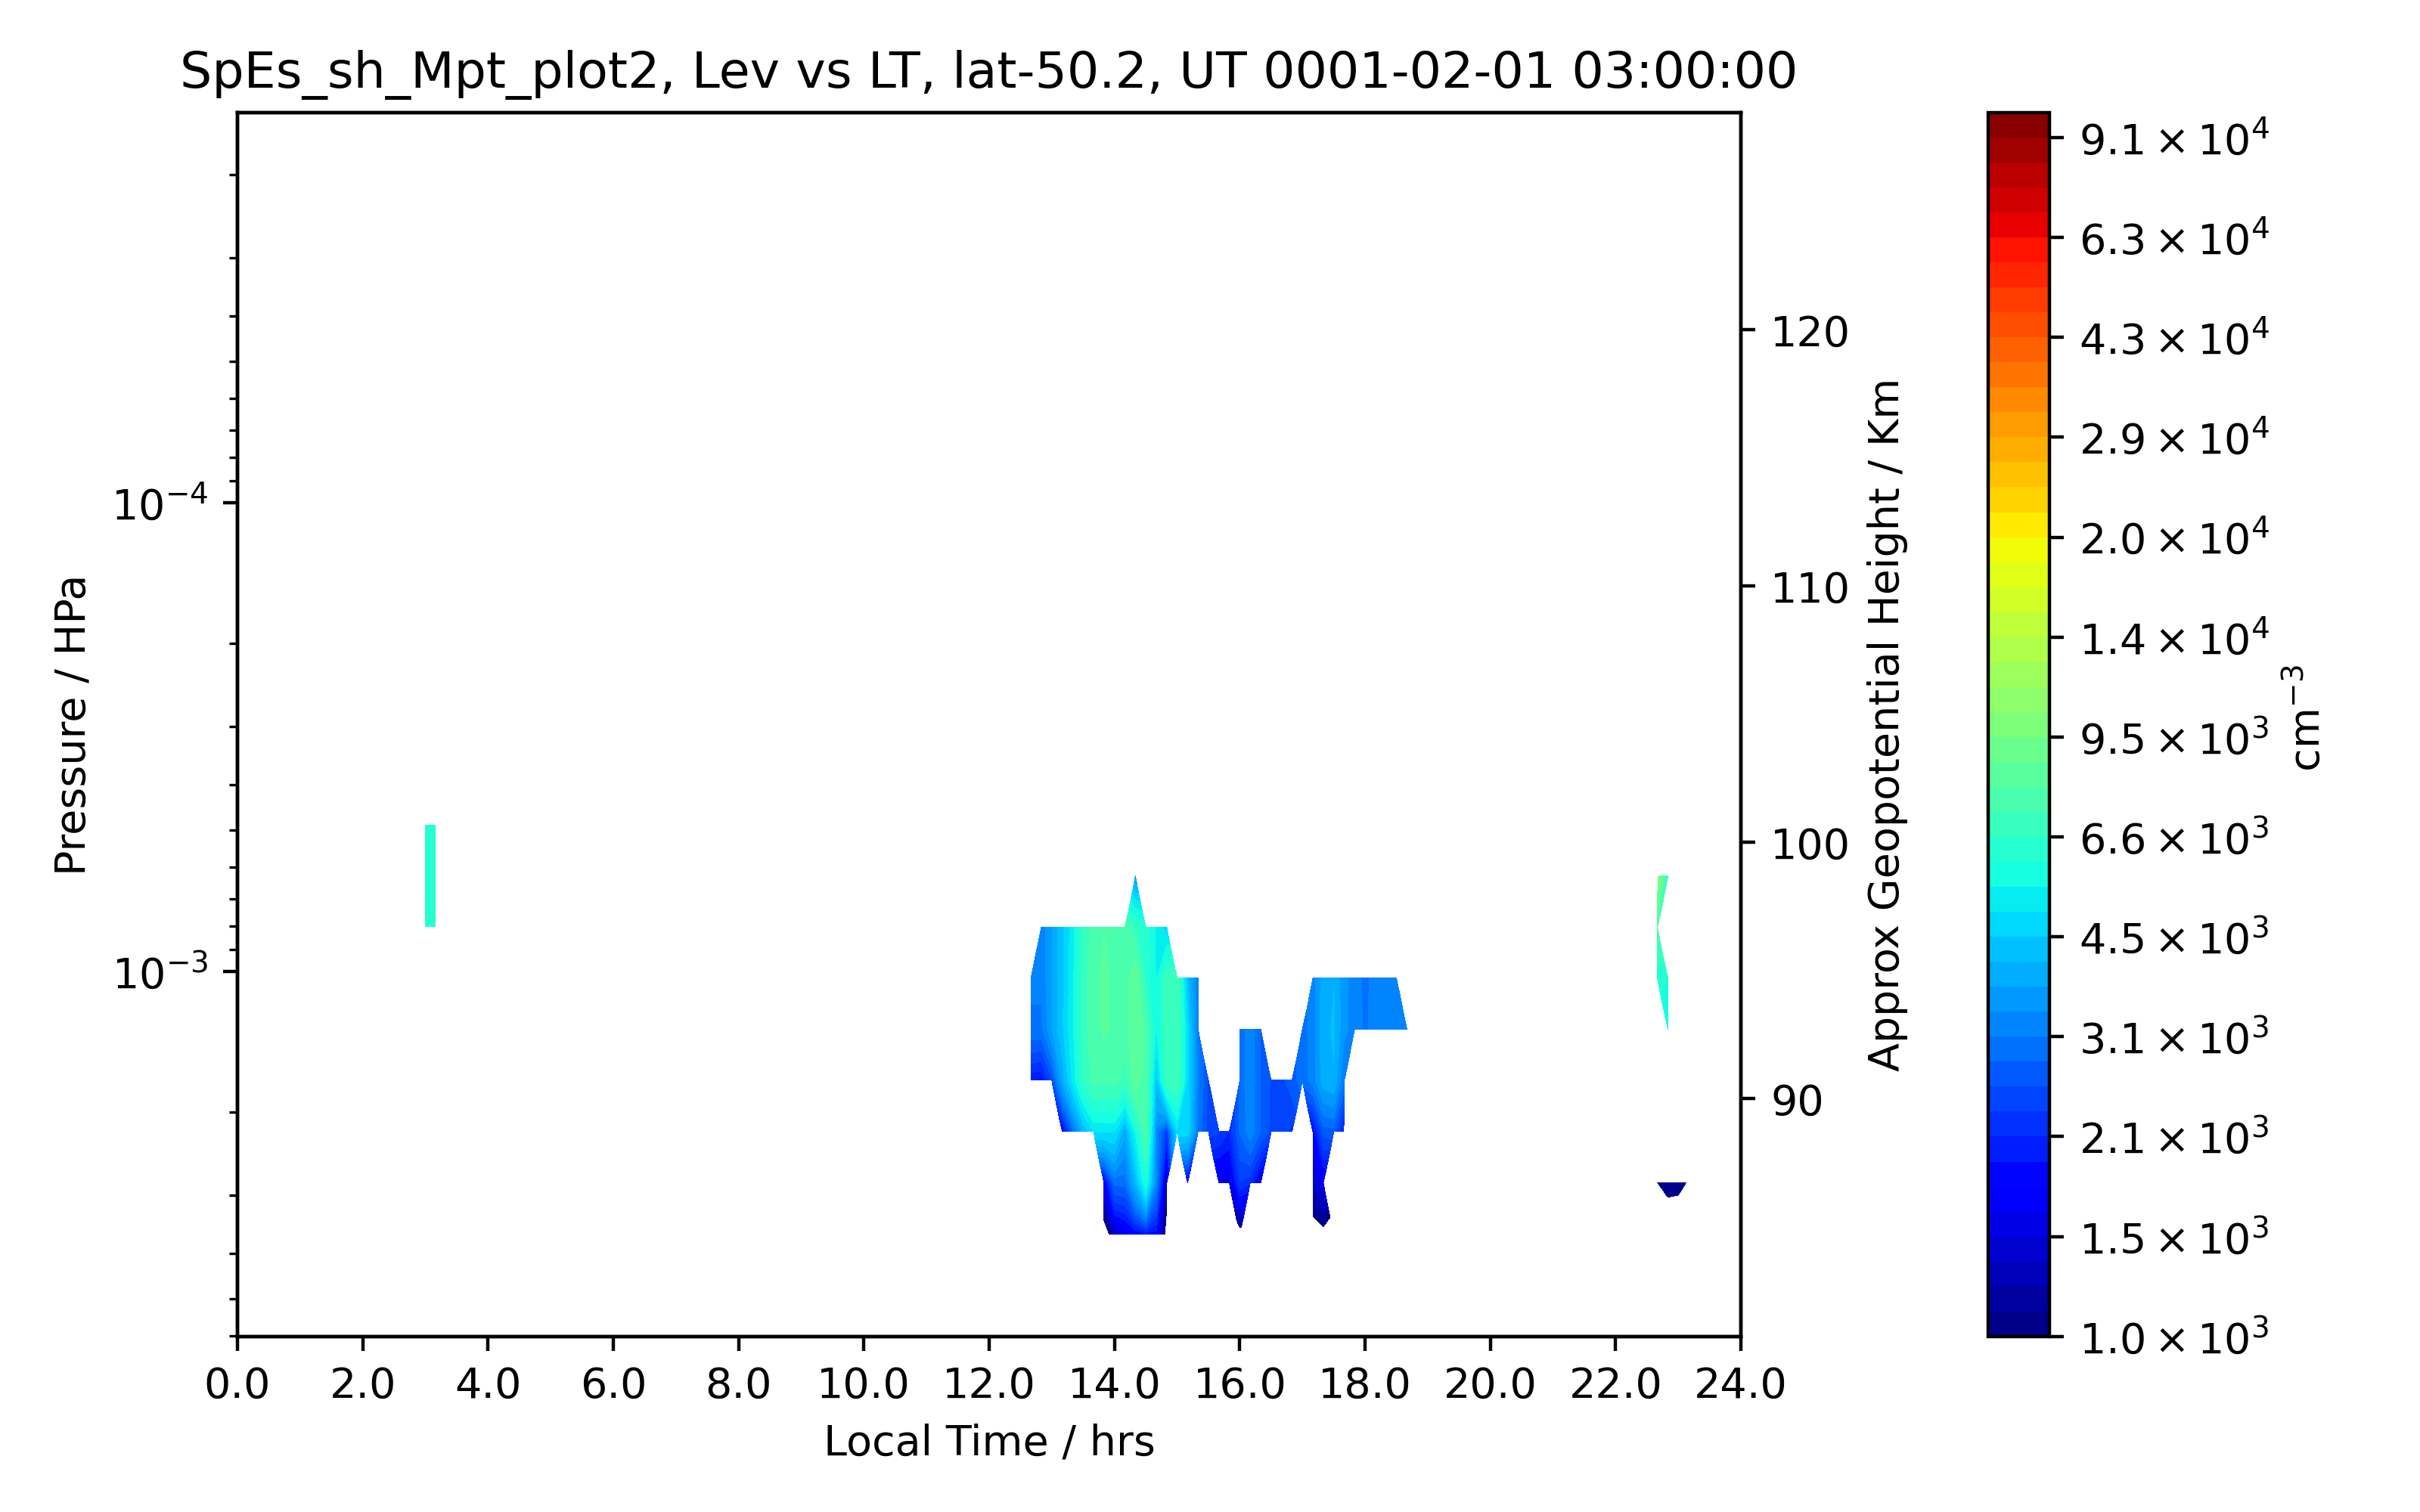 SpEs_sh_Mpt_plot2, Lev vs LT, lat-50.2, UT 0001-02-01 03:00:00
Pressure / HPa
10⁻⁴
10⁻³
0.0 2.0 4.0 6.0 8.0 10.0 12.0 14.0 16.0 18.0 20.0 22.0 24.0
Local Time / hrs
120
110
100
90
Approx Geopotential Height / Km
9.1 × 10⁴
6.3 × 10⁴
4.3 × 10⁴
2.9 × 10⁴
2.0 × 10⁴
1.4 × 10⁴
9.5 × 10³
6.6 × 10³
4.5 × 10³
3.1 × 10³
2.1 × 10³
1.5 × 10³
1.0 × 10³
cm⁻³